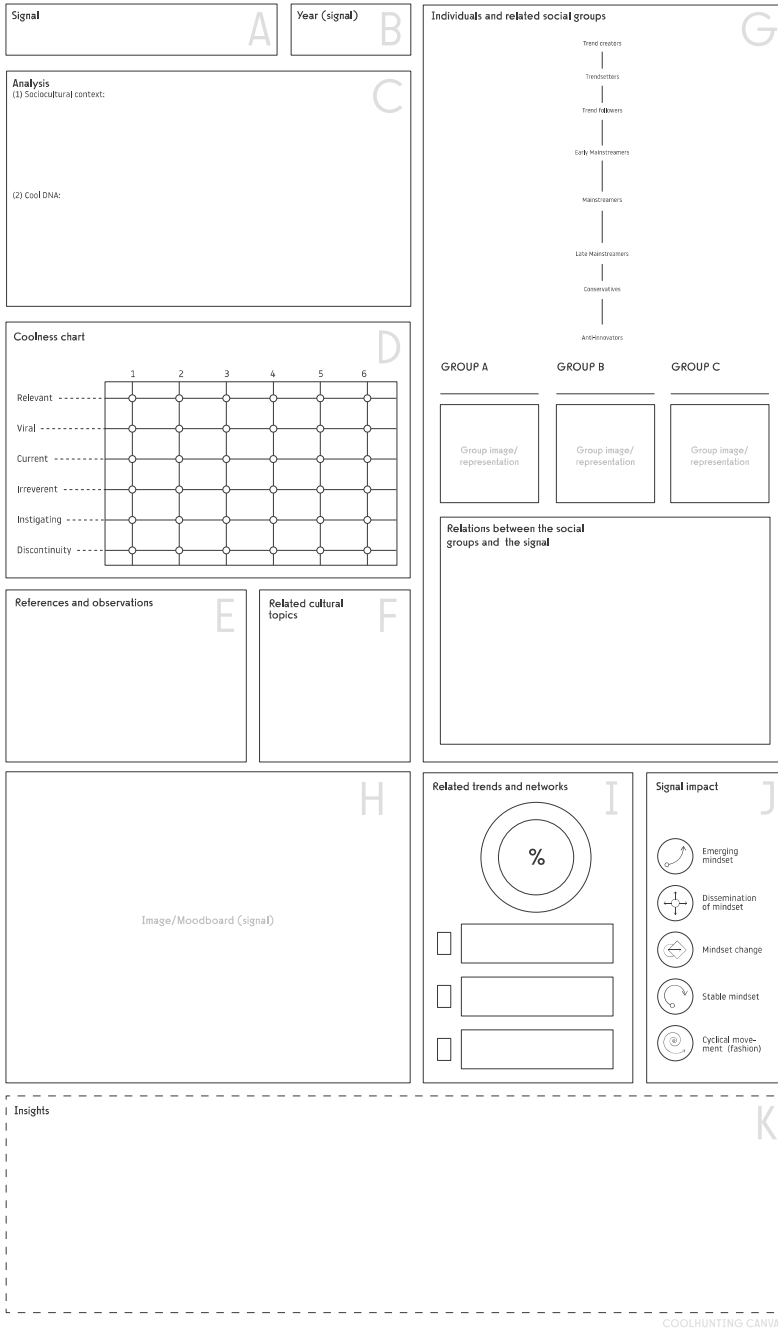 Signal
A
Year (signal)
B
Analysis
(1) Sociocultural context:
C
(2) Cool DNA:
Coolness chart
D
1 2 3 4 5 6
Relevant
Viral
Current
Irreverent
Instigating
Discontinuity
References and observations
E
Related cultural
topics
F
Individuals and related social groups
G
Trend creators
Trendsetters
Trend followers
Early Mainstreamers
Mainstreamers
Late Mainstreamers
Conservatives
Anti-Innovators
GROUP A GROUP B GROUP C
Group image/
representation
Group image/
representation
Group image/
representation
Relations between the social
groups and the signal
H
Image/Moodboard (signal)
Related trends and networks
I
%
Signal impact
J
Emerging
mindset
Dissemination
of mindset
Mindset change
Stable mindset
Cyclical move-
ment (fashion)
Insights
K
COOLHUNTING CANVA